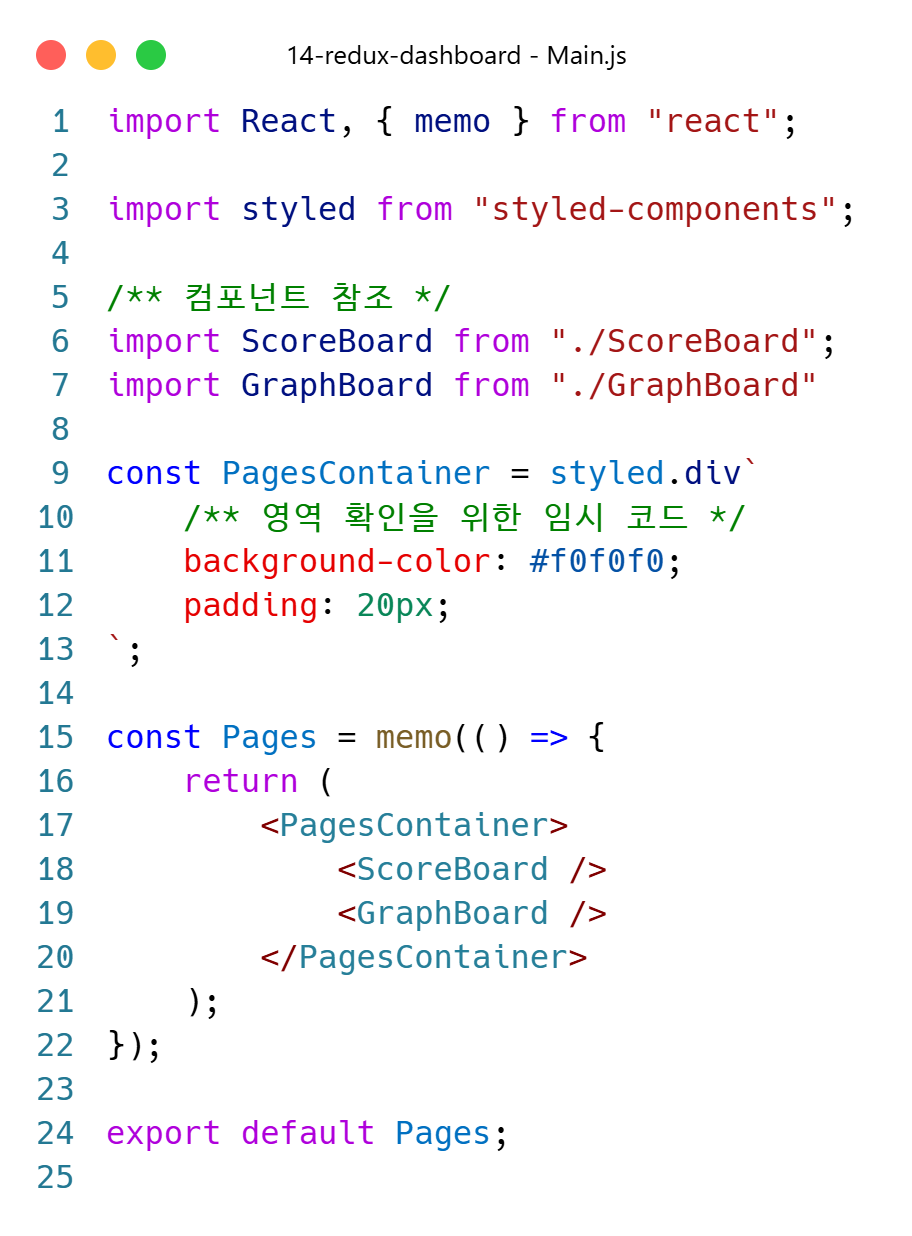 14-redux-dashboard - Main.js
1 import React, { memo } from "react";
2
3 import styled from "styled-components";
4
5 /** 컴포넌트 참조 */
6 import ScoreBoard from "./ScoreBoard";
7 import GraphBoard from "./GraphBoard"
8
9 const PagesContainer = styled.div`
10     /** 영역 확인을 위한 임시 코드 */
11     background-color: #f0f0f0;
12     padding: 20px;
13 `;
14
15 const Pages = memo(() => {
16     return (
17         <PagesContainer>
18             <ScoreBoard />
19             <GraphBoard />
20         </PagesContainer>
21     );
22 });
23
24 export default Pages;
25